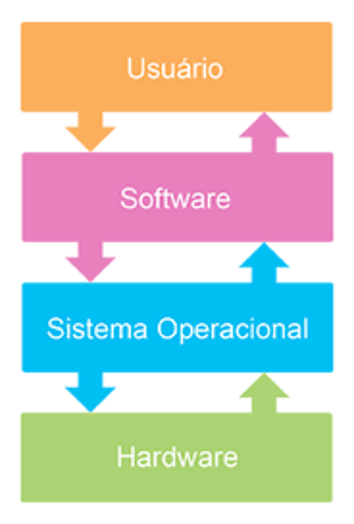 Usuário
Software
Sistema Operacional
Hardware